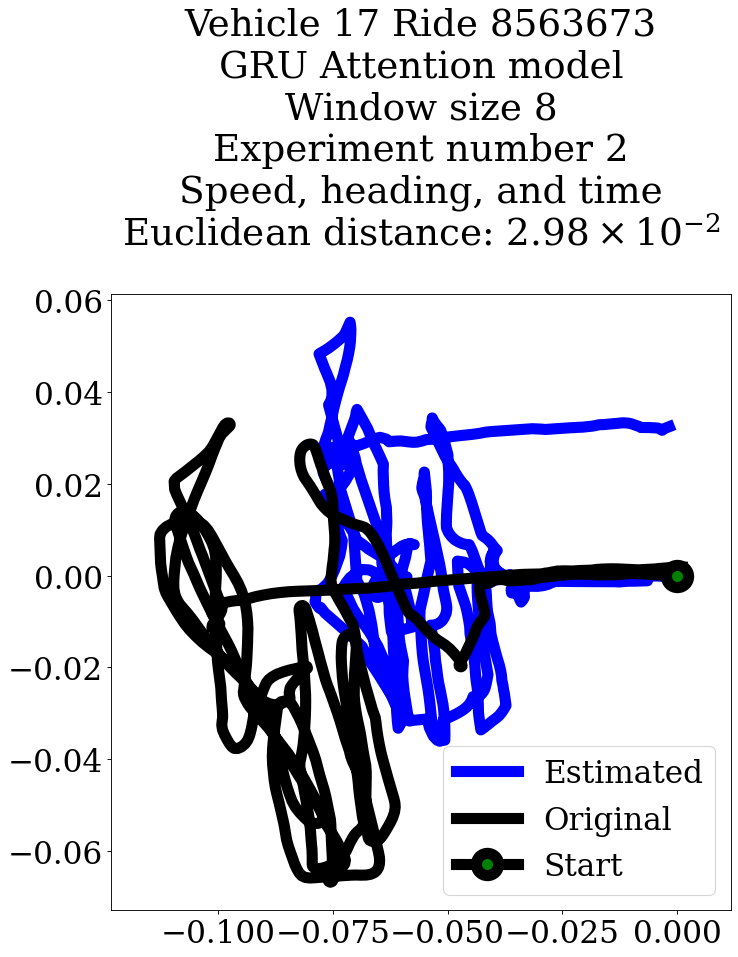 Vehicle 17 Ride 8563673
GRU Attention model
Window size 8
Experiment number 2
Speed, heading, and time
Euclidean distance: 2.98 × 10⁻²
0.06
0.04
0.02
0.00
−0.02
−0.04
−0.06
Estimated
Original
Start
−0.100 −0.075 −0.050 −0.025 0.000